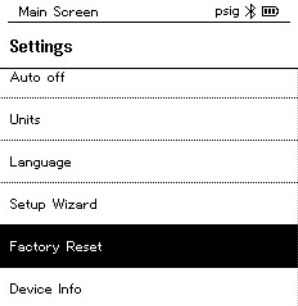 Main Screen psig
Settings
Auto off
Units
Language
Setup Wizard
Factory Reset
Device Info